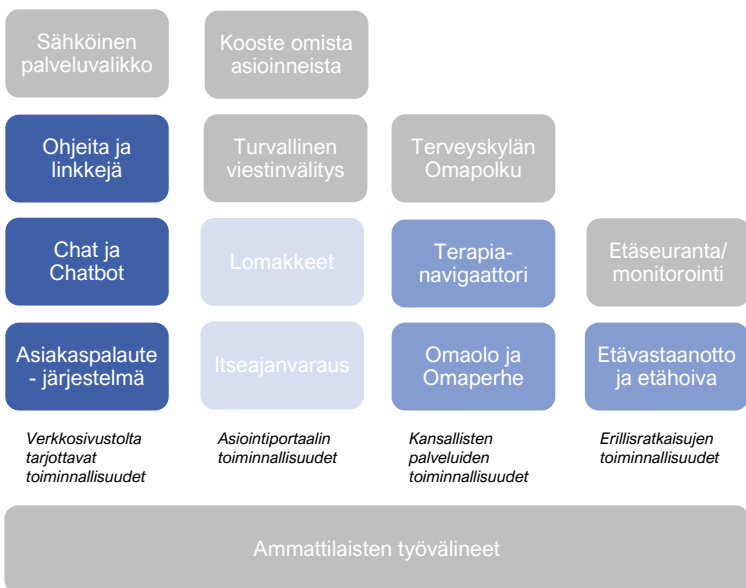 Sähköinen
palveluvalikko
Kooste omista
asioinneista
Ohjeita ja
linkkejä
Turvallinen
viestinvälitys
Terveyskylän
Omapolku
Chat ja
Chatbot
Lomakkeet
Terapia-
navigaattori
Etäseuranta/
monitorointi
Asiakaspalaute
- järjestelmä
Itseajanvaraus
Omaolo ja
Omaperhe
Etävastaanotto
ja etähoiva
Verkkosivustolta
tarjottavat
toiminnallisuudet
Asiointiportaalin
toiminnallisuudet
Kansallisten
palveluiden
toiminnallisuudet
Erillisratkaisujen
toiminnallisuudet
Ammattilaisten työvälineet